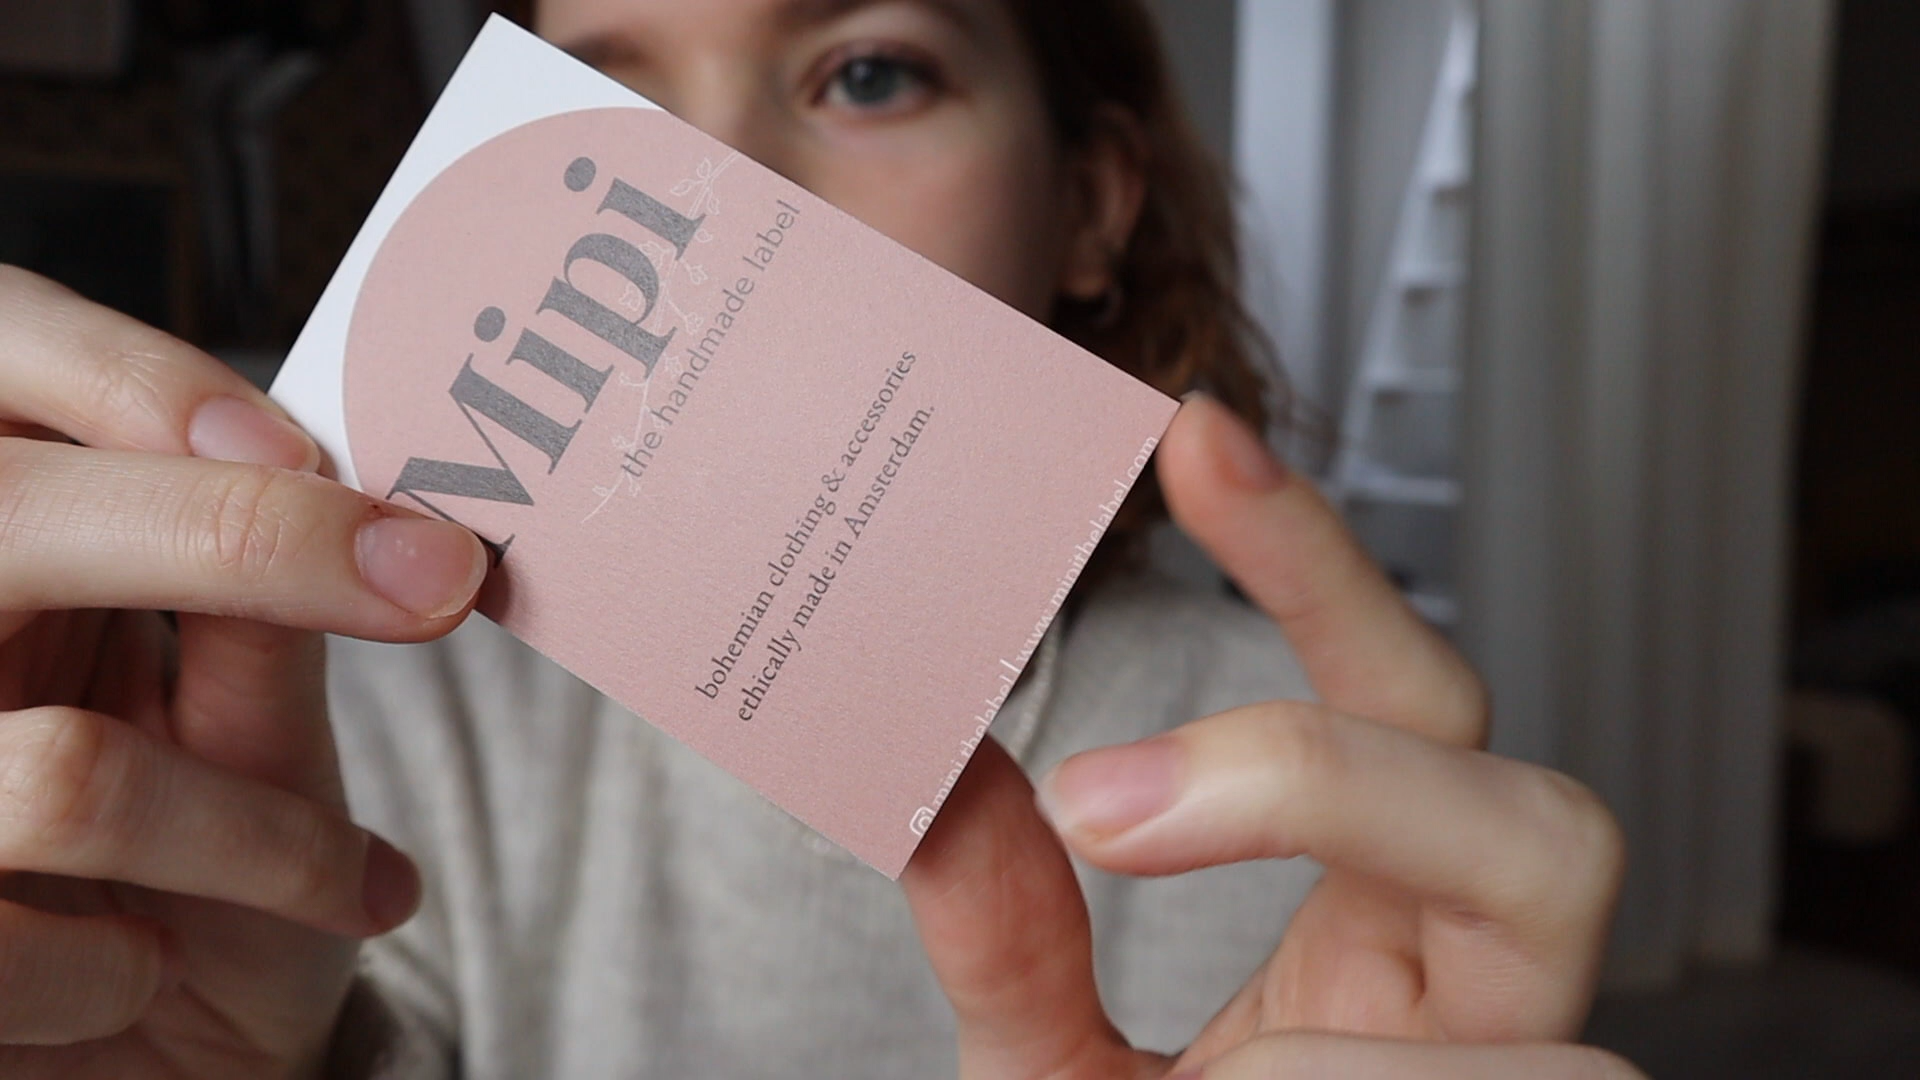 Mipi
the handmade label
bohemian clothing & accessories
ethically made in Amsterdam.
mipi.thelabel | www.mipithelabel.com